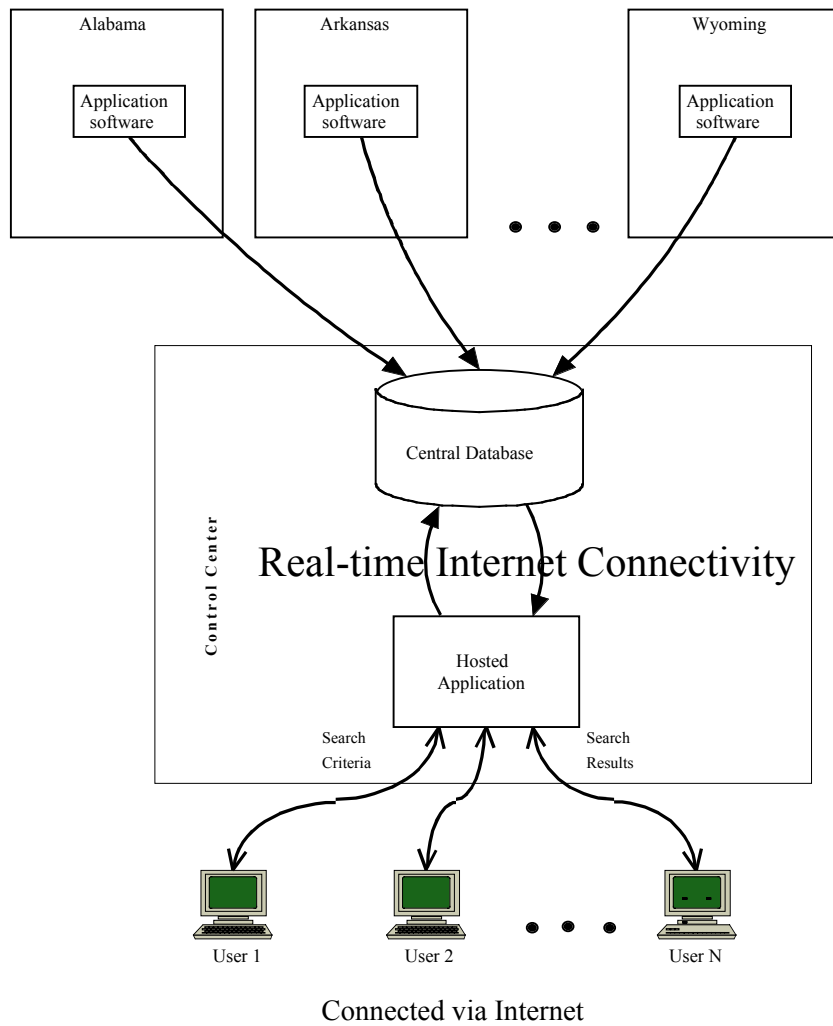 Alabama
Arkansas
Wyoming
Application
software
Application
software
Application
software
Central Database
Control Center
Real-time Internet Connectivity
Hosted
Application
Search
Criteria
Search
Results
User 1
User 2
User N
Connected via Internet